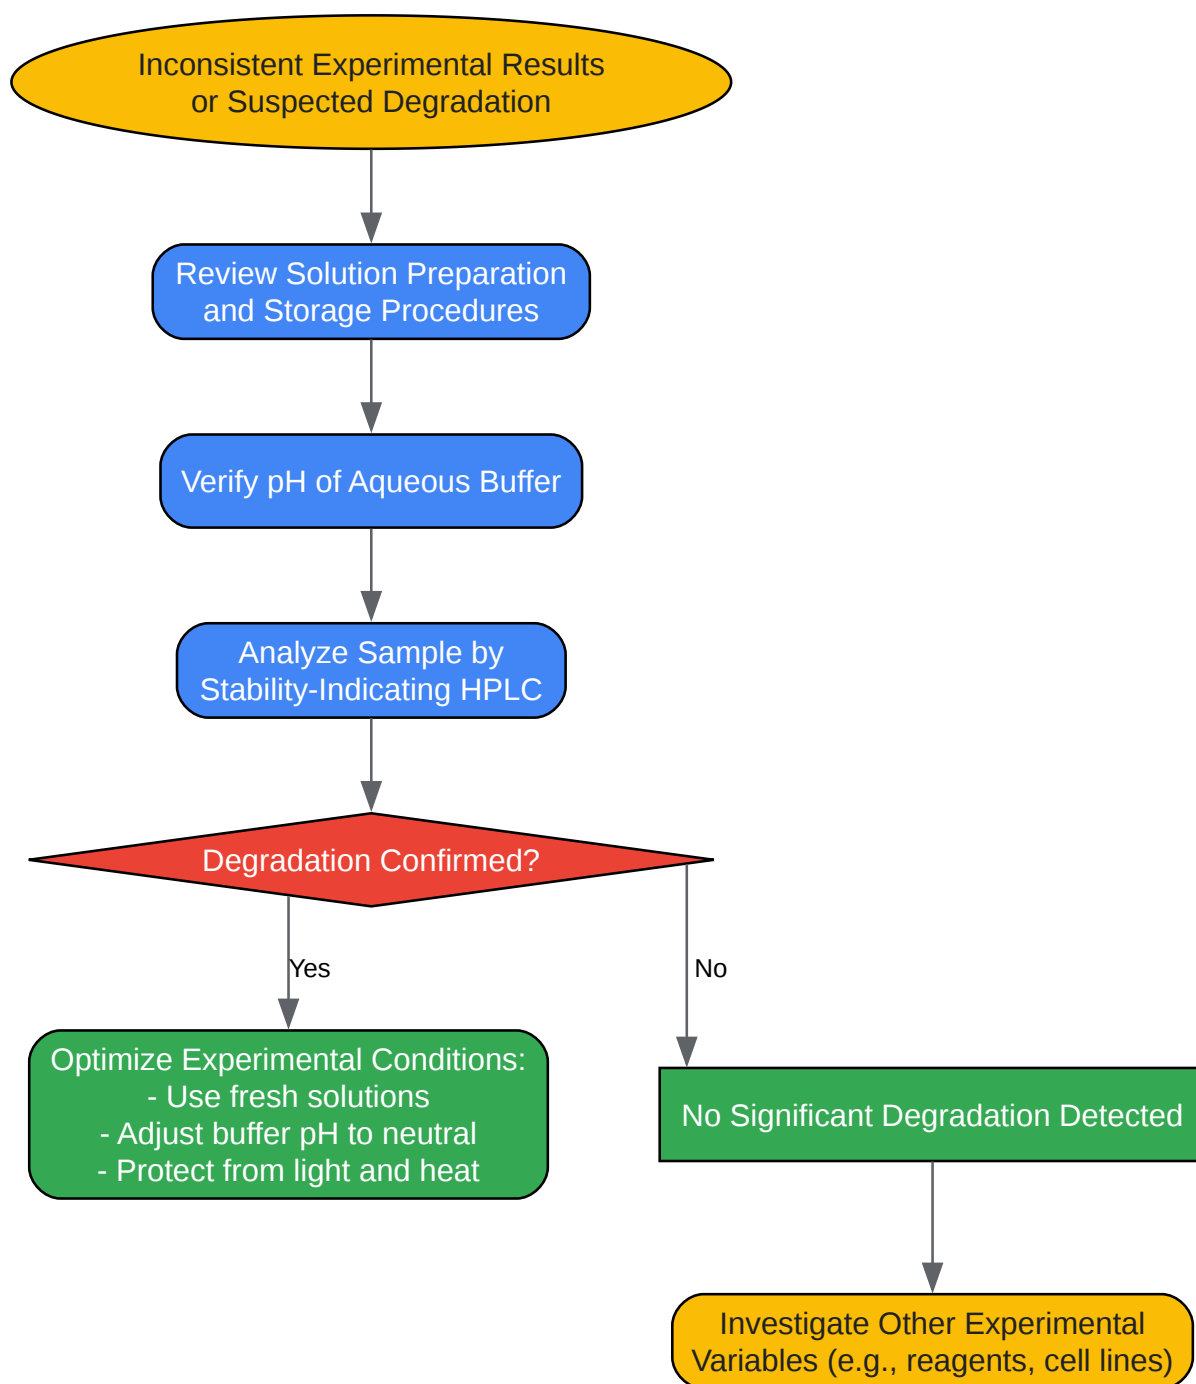 Inconsistent Experimental Results
or Suspected Degradation
Review Solution Preparation
and Storage Procedures
Verify pH of Aqueous Buffer
Analyze Sample by
Stability-Indicating HPLC
Degradation Confirmed?
Yes
No
Optimize Experimental Conditions:
- Use fresh solutions
- Adjust buffer pH to neutral
- Protect from light and heat
No Significant Degradation Detected
Investigate Other Experimental
Variables (e.g., reagents, cell lines)